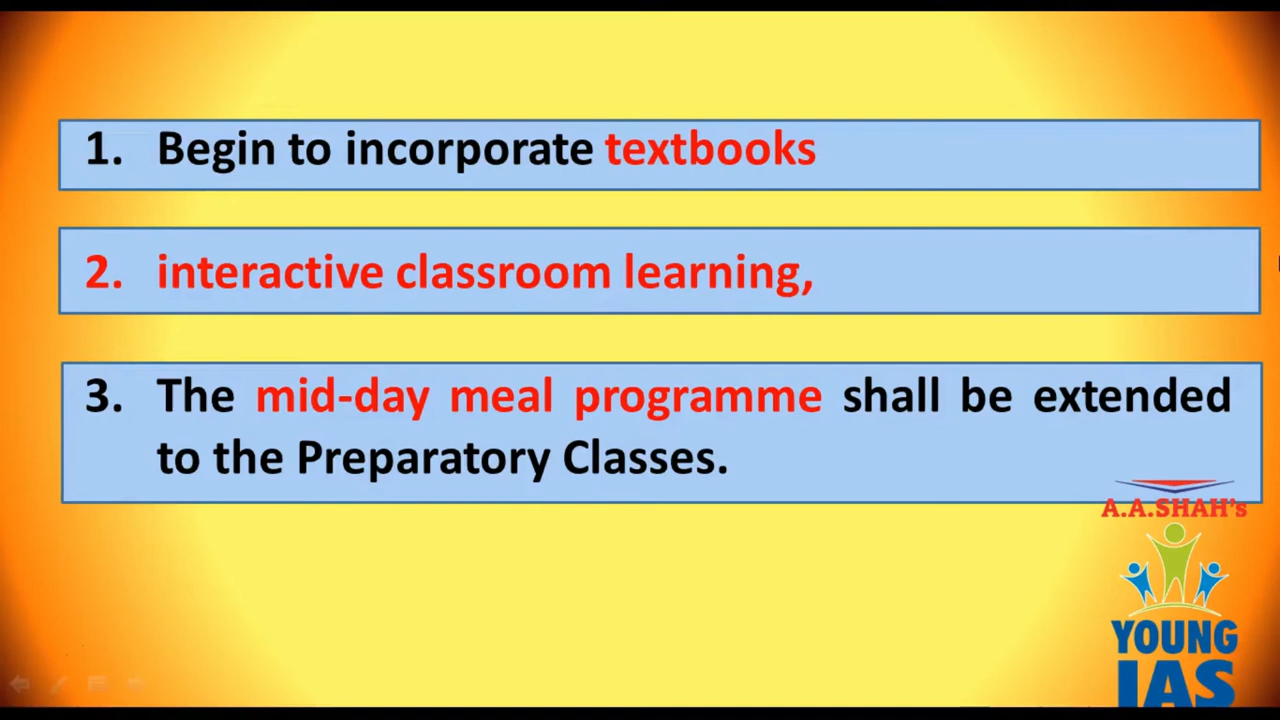 1. Begin to incorporate textbooks
2. interactive classroom learning,
3. The mid-day meal programme shall be extended
to the Preparatory Classes.
A.A.SHAH's
YOUNG
IAS